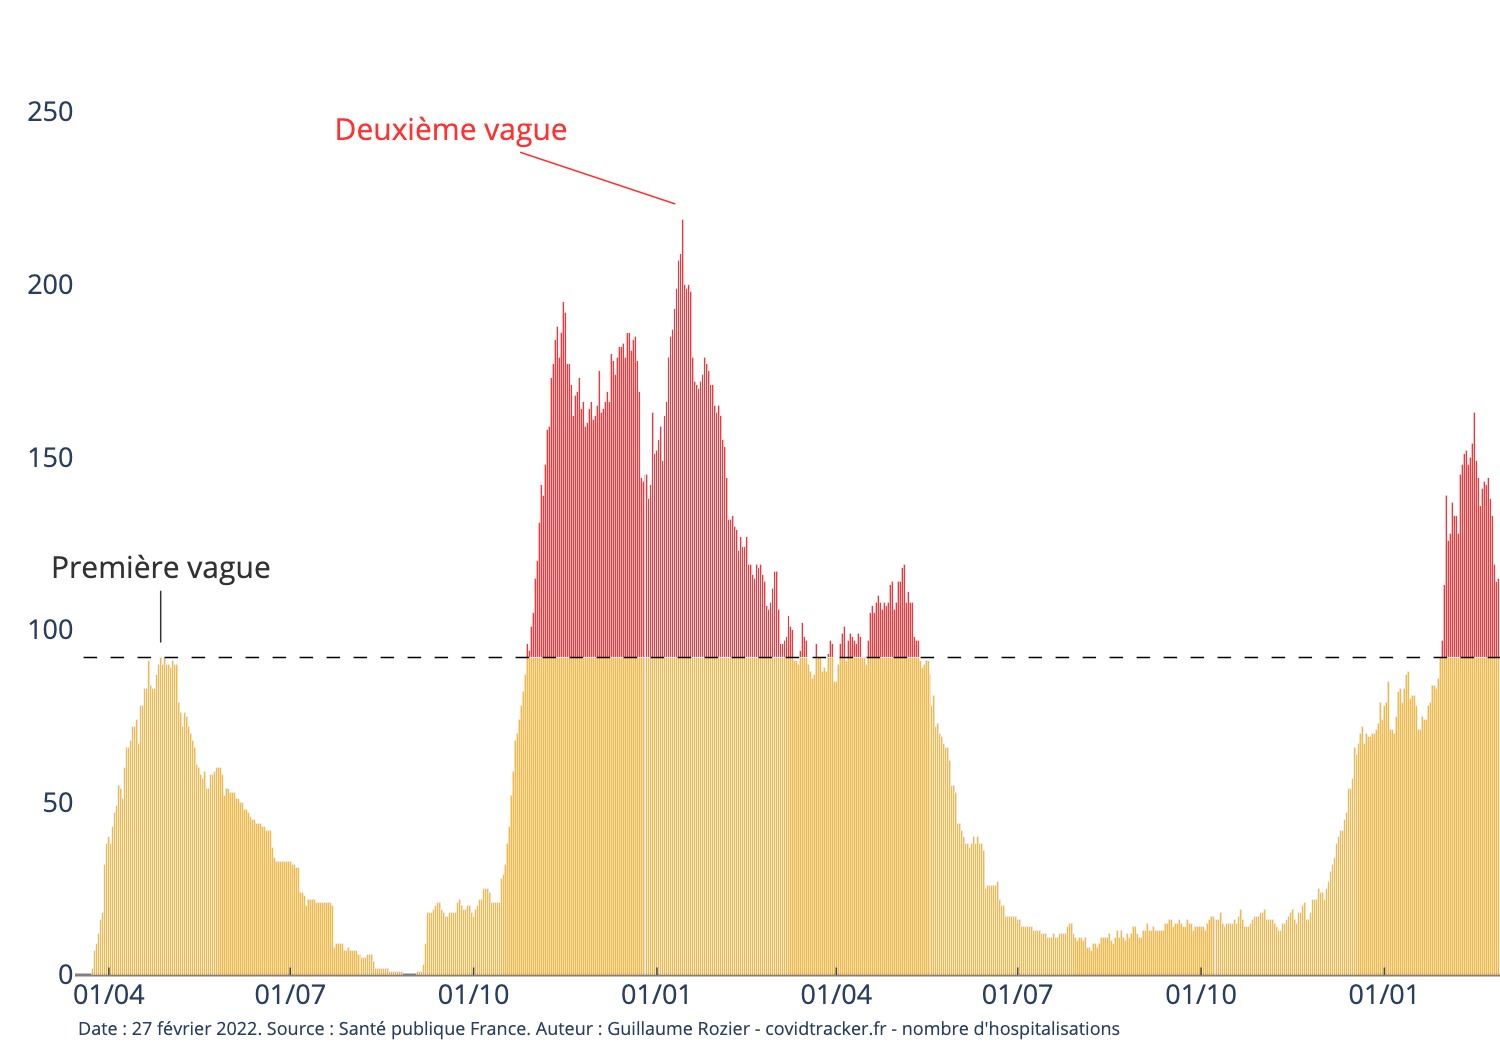 250
Deuxième vague
200
150
Première vague
100
50
0
01/04 01/07 01/10 01/01 01/04 01/07 01/10 01/01
Date : 27 février 2022. Source : Santé publique France. Auteur : Guillaume Rozier - covidtracker.fr - nombre d'hospitalisations